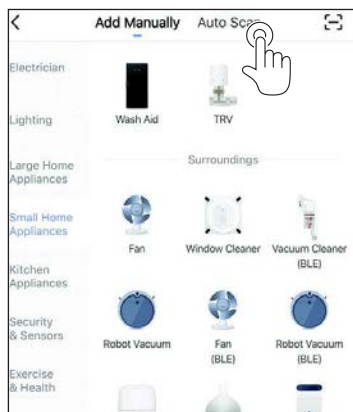 Add Manually Auto
Electrician
Lighting
Large Home
Appliances
Small Home
Appliances
Kitchen
Appliances
Security
& Sensors
Exercise
& Health
Wash Aid TRV
Surroundings
Fan Window Cleaner Vacuum Cleaner
(BLE)
Robot Vacuum Fan Robot Vacuum
(BLE) (BLE)